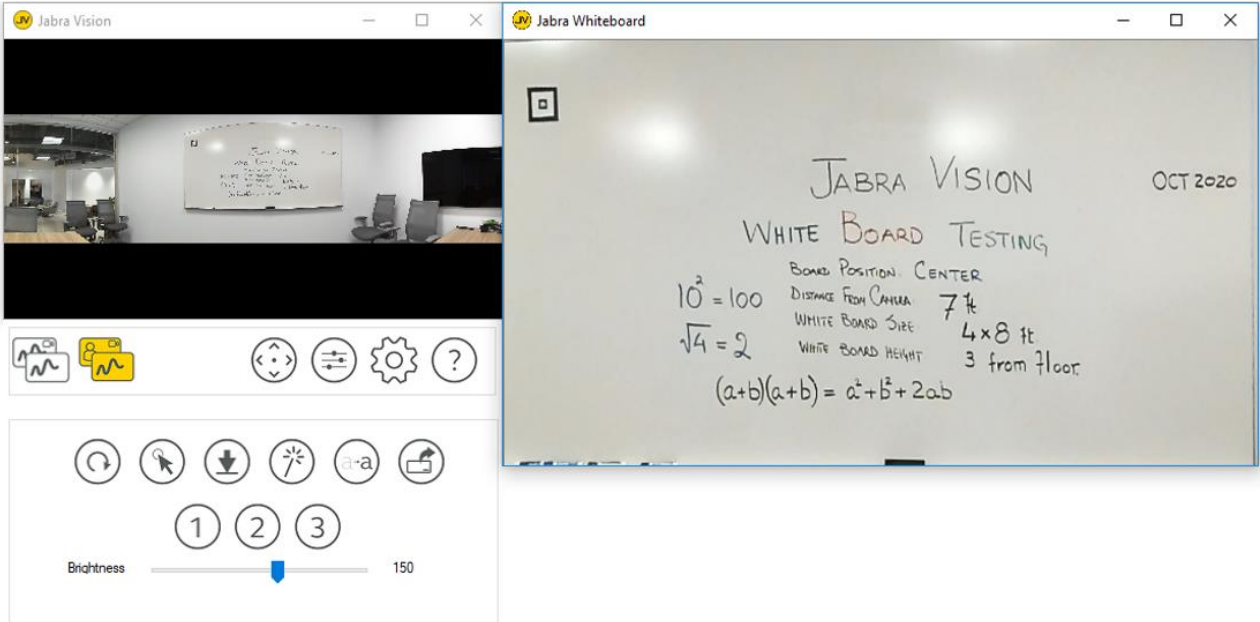 Jabra Vision
Jabra Whiteboard
JABRA VISION
OCT 2020
WHITE BOARD TESTING
BOARD POSITION: CENTER
10² = 100
DISTANCE FROM CAMERA 7 ft
WHITE BOARD SIZE 4×8 ft
√4 = 2
WHITE BOARD HEIGHT 3 from floor
(a+b)(a+b) = a²+b²+2ab
?
a→a
1 2 3
Brightness 150